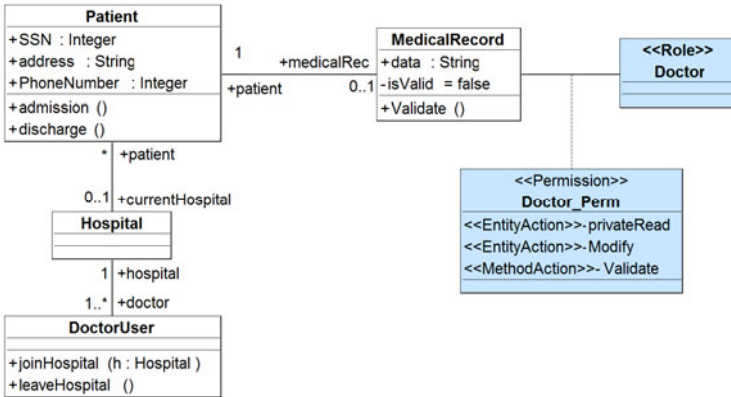 Patient
+SSN : Integer
+address : String
+PhoneNumber : Integer
+admission ()
+discharge ()
1
+medicalRec
+patient
0..1
MedicalRecord
+data : String
-isValid = false
+Validate ()
<<Role>>
Doctor
<<Permission>>
Doctor_Perm
<<EntityAction>>-privateRead
<<EntityAction>>-Modify
<<MethodAction>>- Validate
* +patient
0..1 +currentHospital
Hospital
1 +hospital
1..* +doctor
DoctorUser
+joinHospital (h : Hospital )
+leaveHospital ()